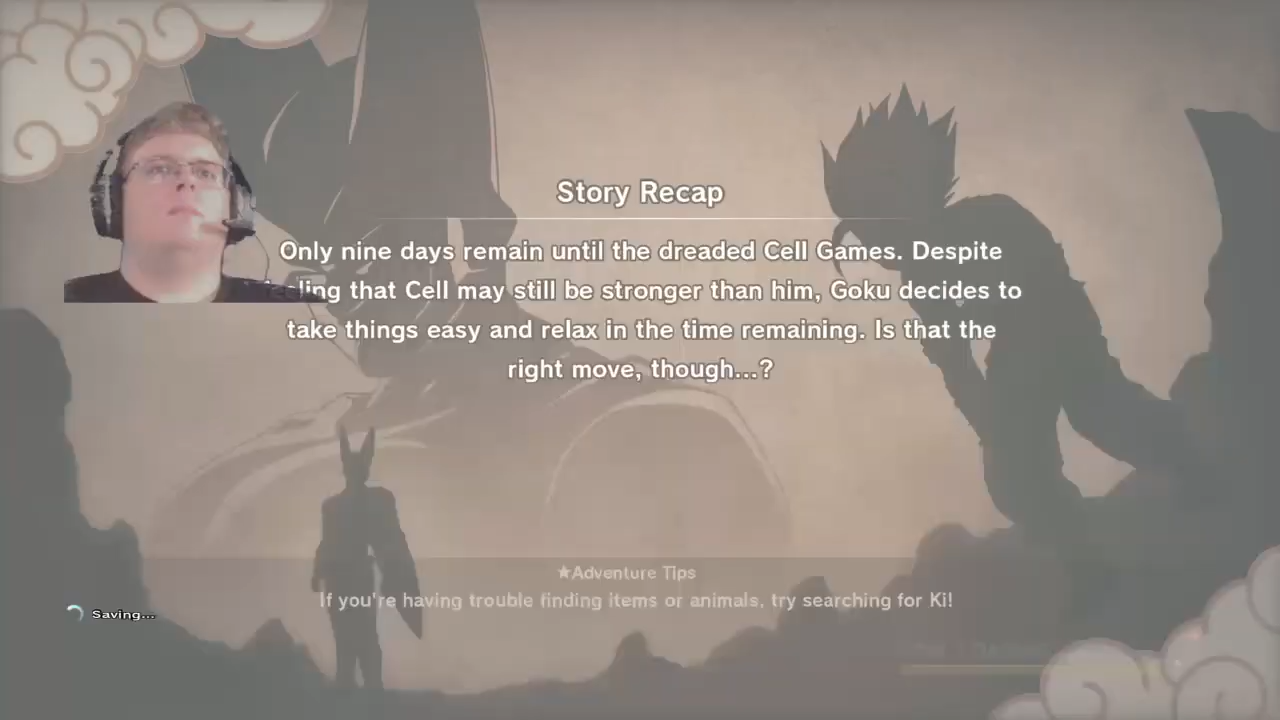 Story Recap
Only nine days remain until the dreaded Cell Games. Despite
that Cell may still be stronger than him, Goku decides to
take things easy and relax in the time remaining. Is that the
right move, though...?
★Adventure Tips
If you're having trouble finding items or animals, try searching for Ki!
Saving...